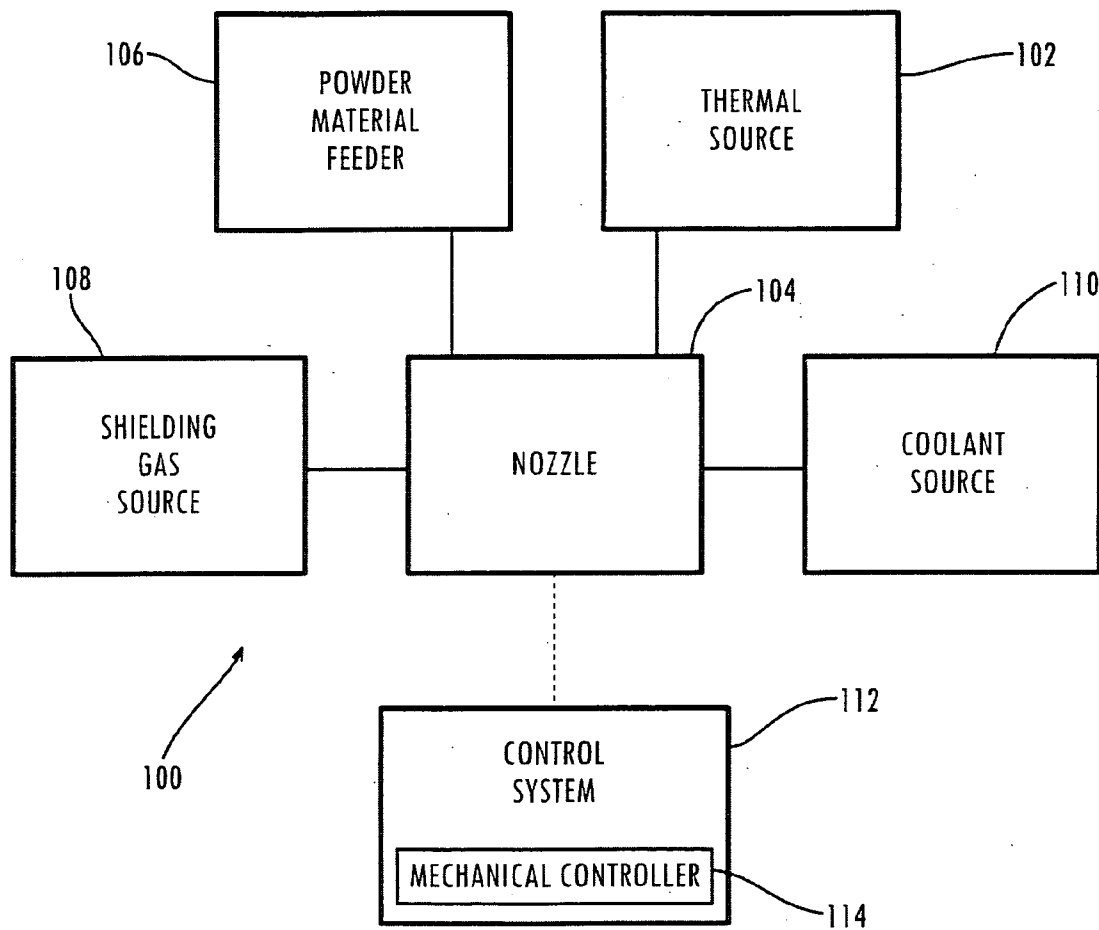 106
POWDER
MATERIAL
FEEDER
THERMAL
SOURCE
102
108
104
110
SHIELDING
GAS
SOURCE
NOZZLE
COOLANT
SOURCE
100
CONTROL
SYSTEM
112
MECHANICAL CONTROLLER
114